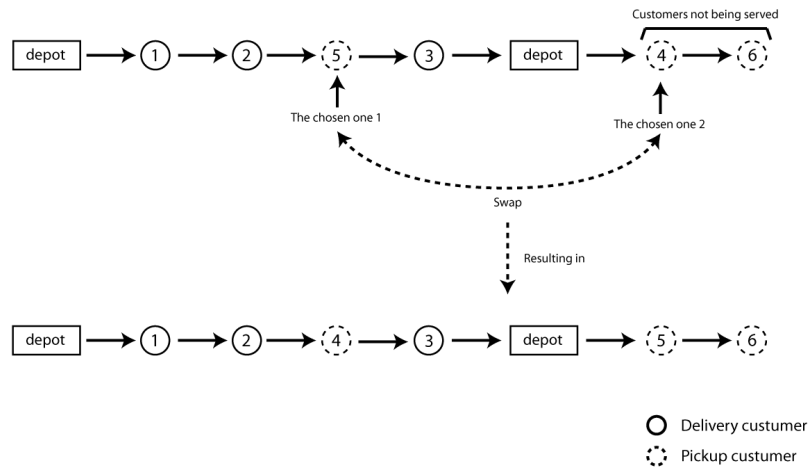 Customers not being served
depot 1 2 5 3 depot 4 6
The chosen one 1
The chosen one 2
Swap
Resulting in
depot 1 2 4 3 depot 5 6
Delivery custumer
Pickup custumer